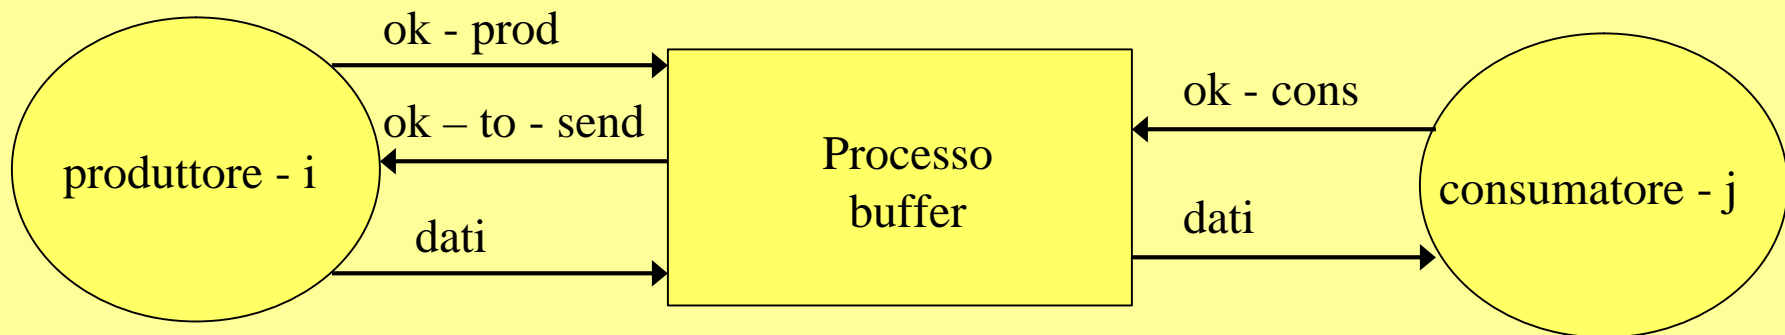 ok - prod
ok – to - send
produttore - i
dati
Processo
buffer
ok - cons
dati
consumatore - j